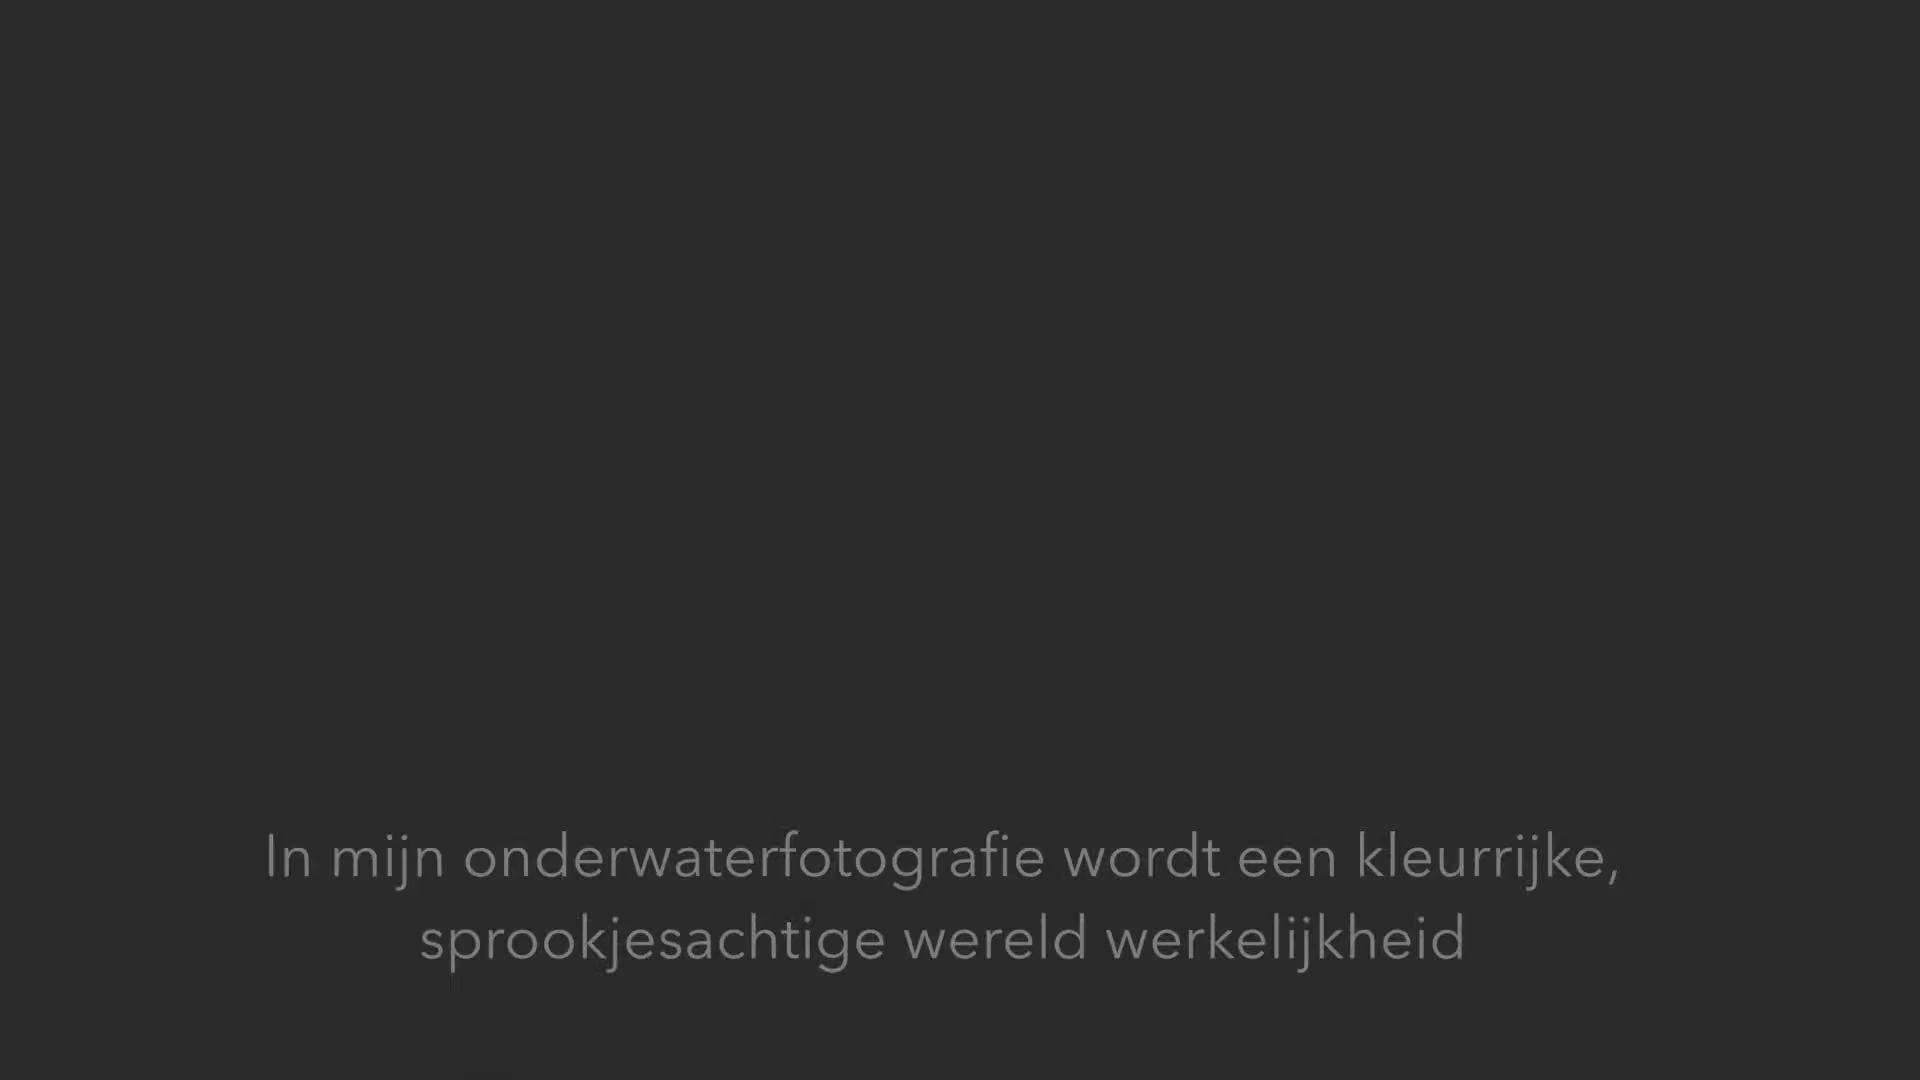 In mijn onderwaterfotografie wordt een kleurrijke,
sprookjesachtige wereld werkelijkheid